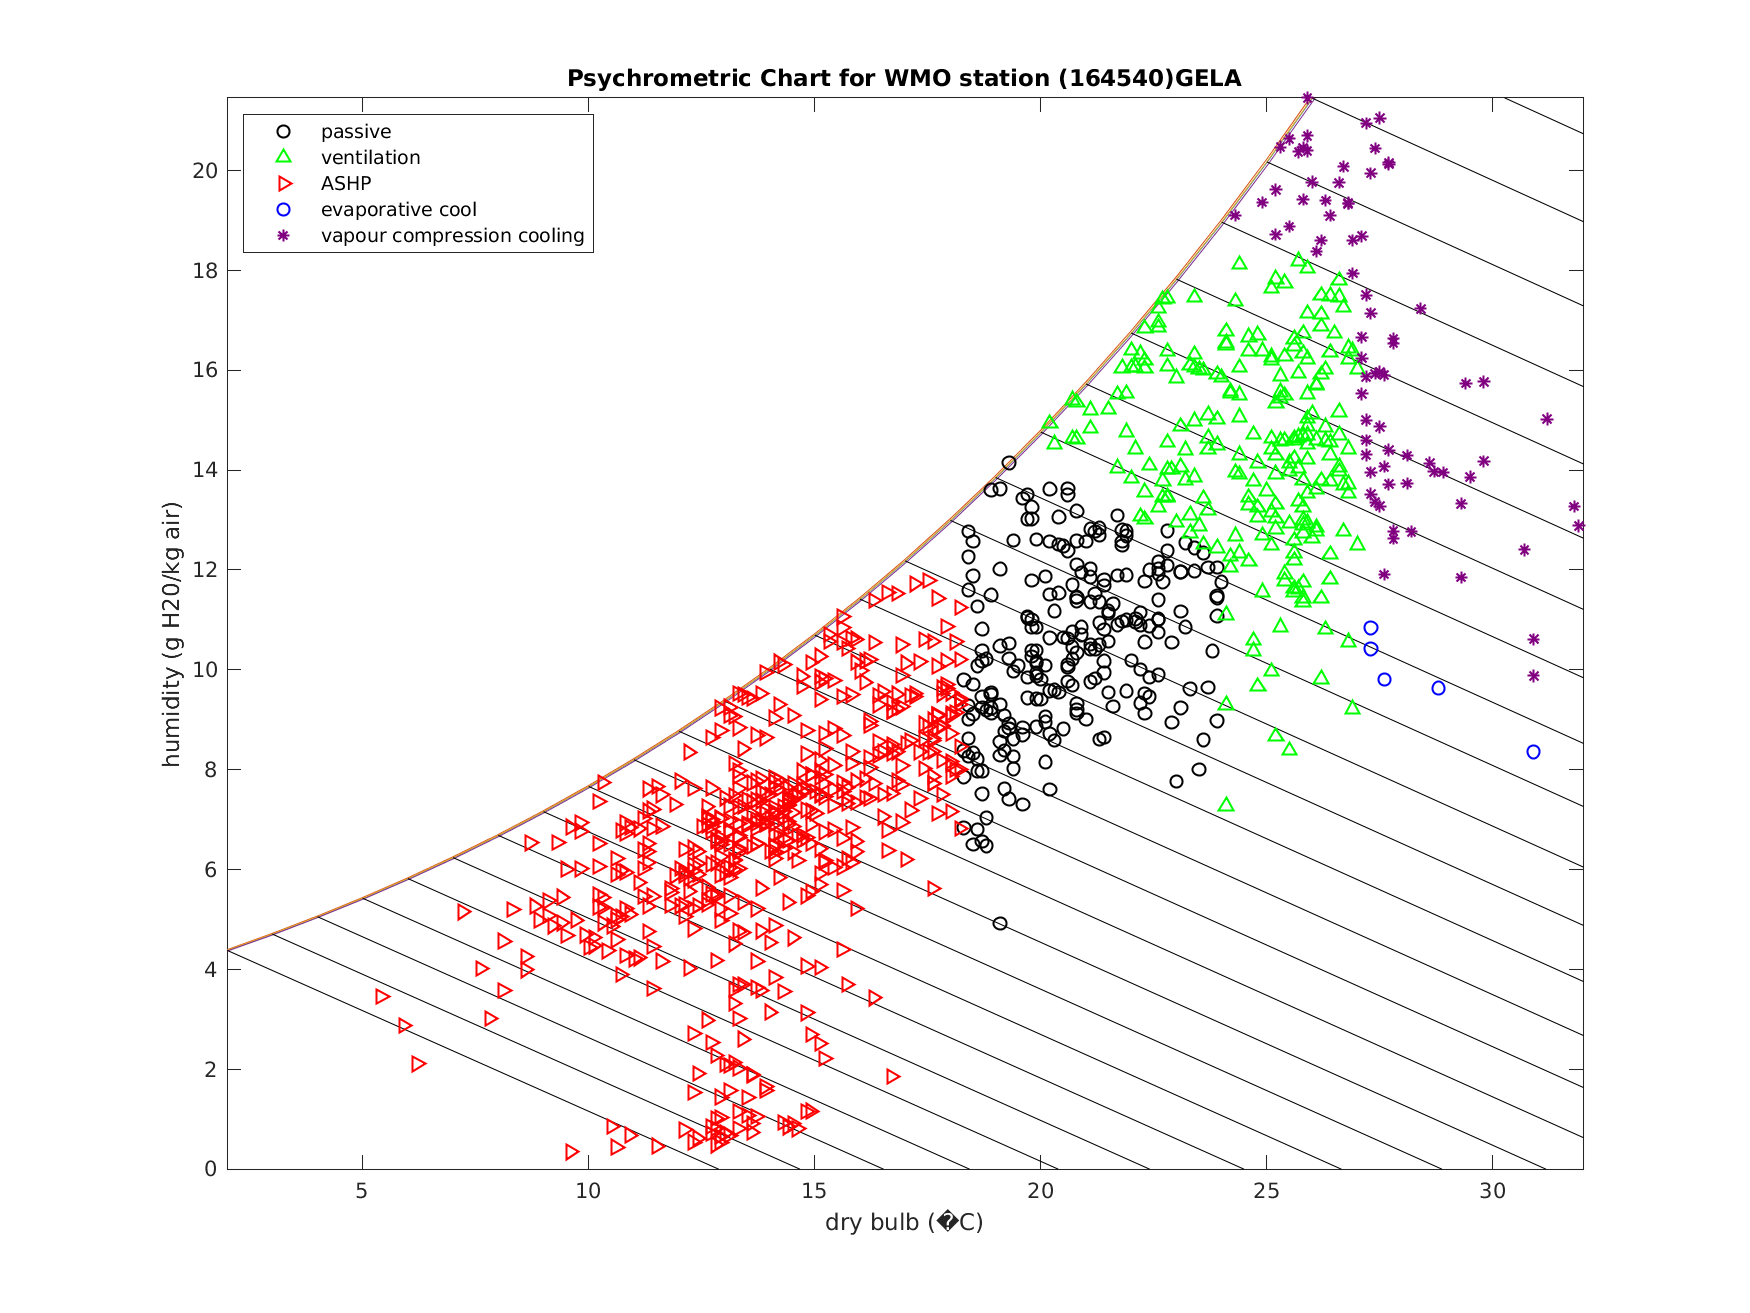 Psychrometric Chart for WMO station (164540)GELA
passive
ventilation
ASHP
evaporative cool
vapour compression cooling
20
18
16
14
12
10
8
6
4
2
0
humidity (g H20/kg air)
5
10
15
20
25
30
dry bulb (�C)